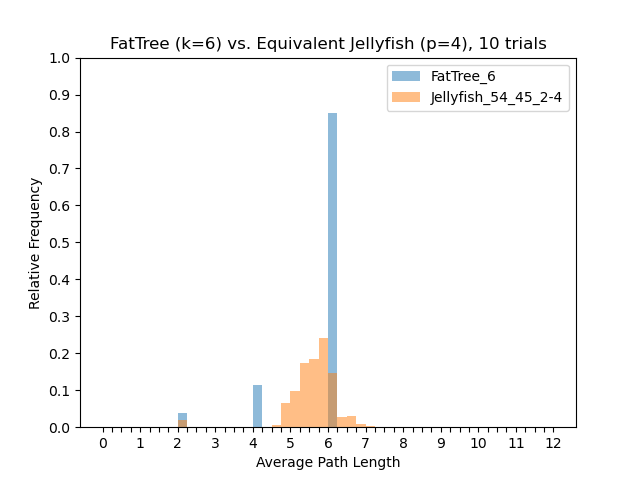 FatTree (k=6) vs. Equivalent Jellyfish (p=4), 10 trials
FatTree_6
Jellyfish_54_45_2-4
1.0
0.9
0.8
0.7
0.6
0.5
0.4
0.3
0.2
0.1
0.0
Relative Frequency
0 1 2 3 4 5 6 7 8 9 10 11 12
Average Path Length